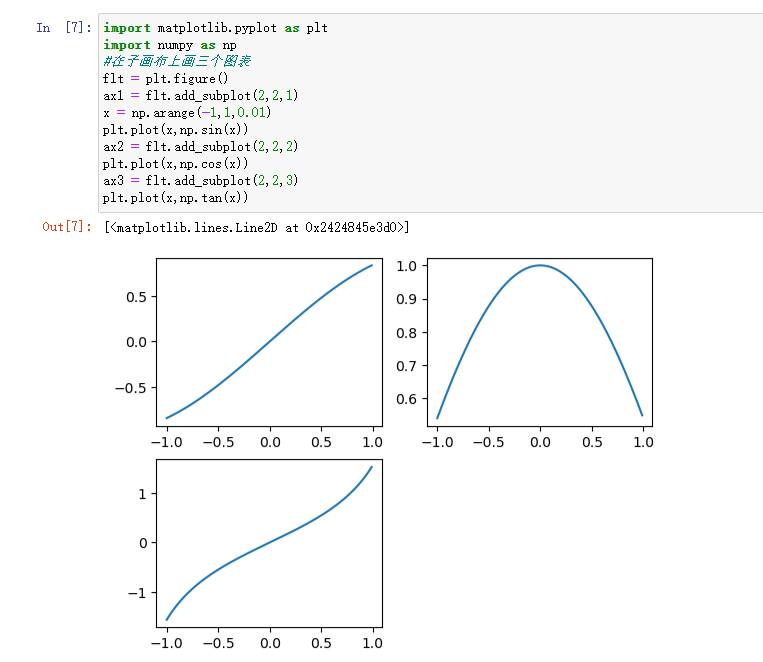 In [7]: import matplotlib.pyplot as plt
import numpy as np
#在子画布上画三个图表
flt = plt.figure()
ax1 = flt.add_subplot(2,2,1)
x = np.arange(-1,1,0.01)
plt.plot(x,np.sin(x))
ax2 = flt.add_subplot(2,2,2)
plt.plot(x,np.cos(x))
ax3 = flt.add_subplot(2,2,3)
plt.plot(x,np.tan(x))
Out[7]: [<matplotlib.lines.Line2D at 0x2424845e3d0>]
0.5
0.0
−0.5
−1.0 −0.5 0.0 0.5 1.0
1.0
0.9
0.8
0.7
0.6
−1.0 −0.5 0.0 0.5 1.0
1
0
−1
−1.0 −0.5 0.0 0.5 1.0